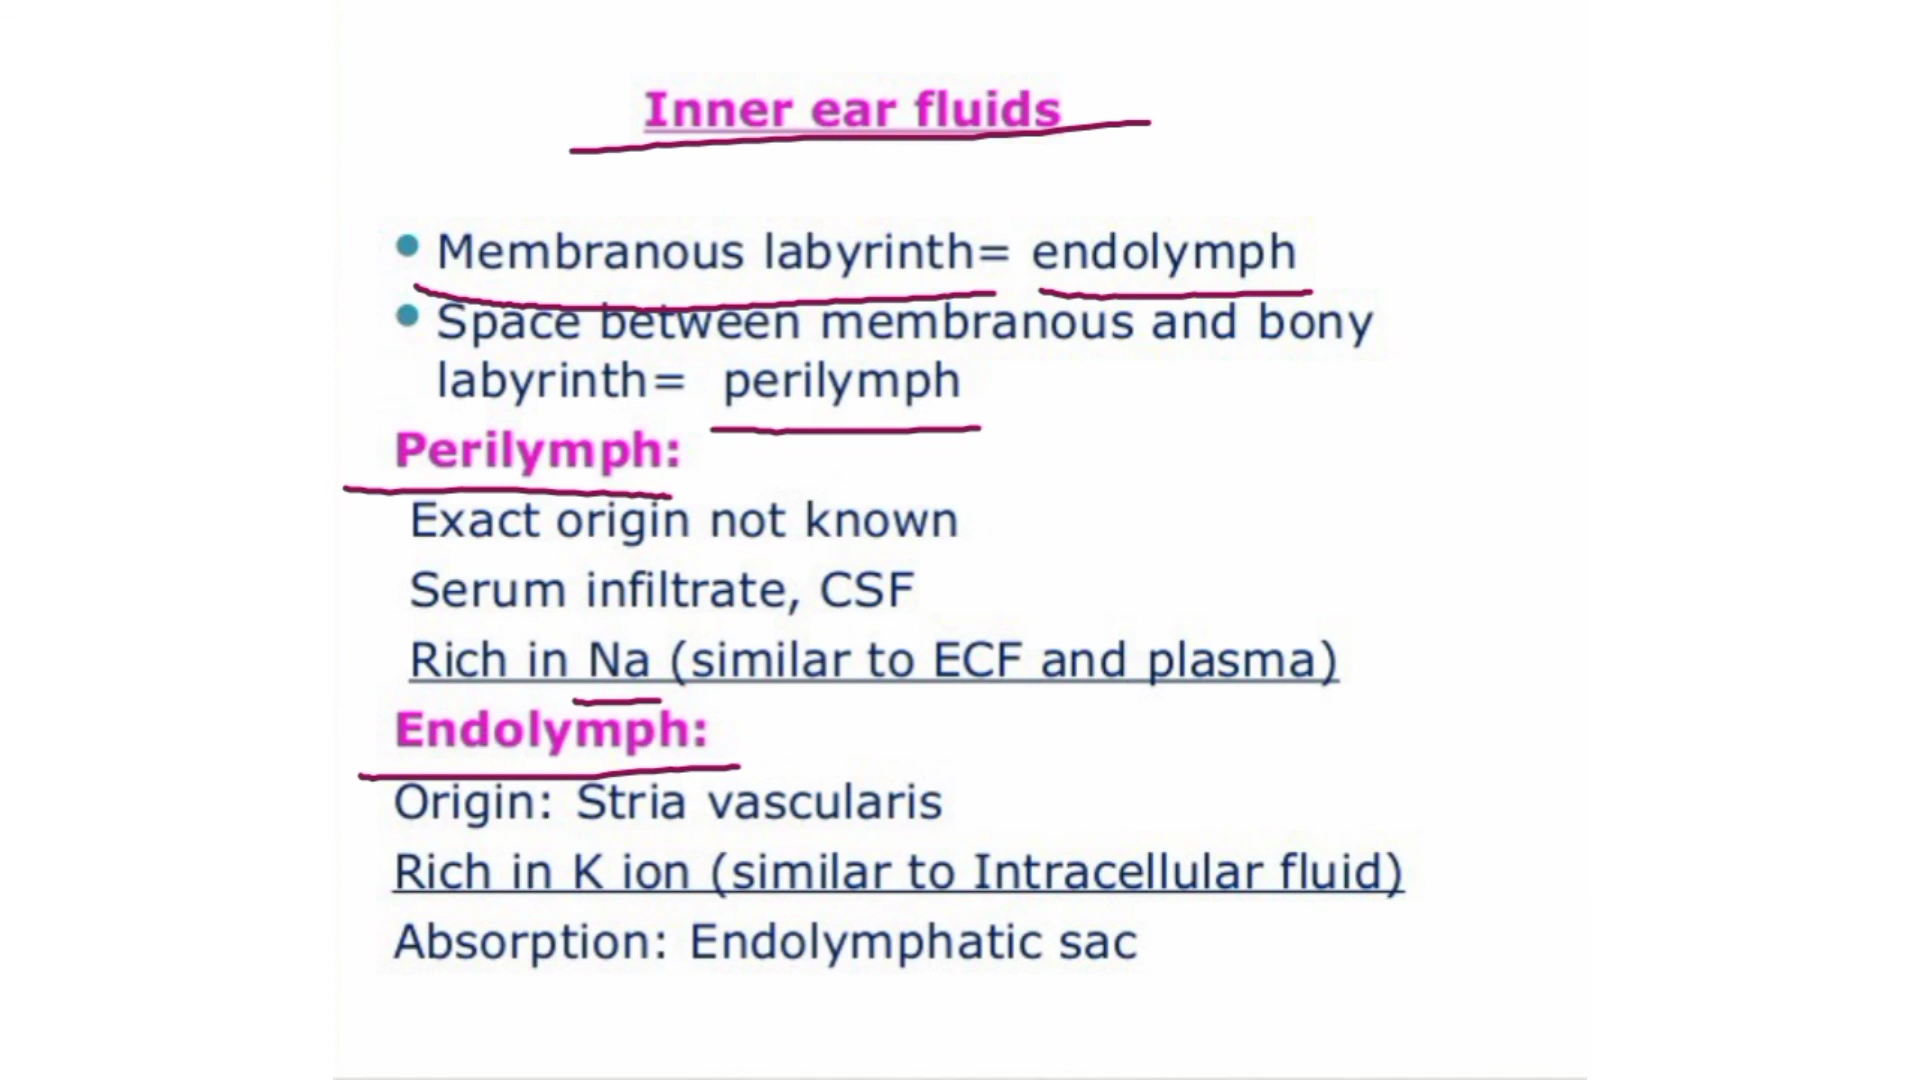 Inner ear fluids
• Membranous labyrinth= endolymph
• Space between membranous and bony
labyrinth= perilymph
Perilymph:
Exact origin not known
Serum infiltrate, CSF
Rich in Na (similar to ECF and plasma)
Endolymph:
Origin: Stria vascularis
Rich in K ion (similar to Intracellular fluid)
Absorption: Endolymphatic sac